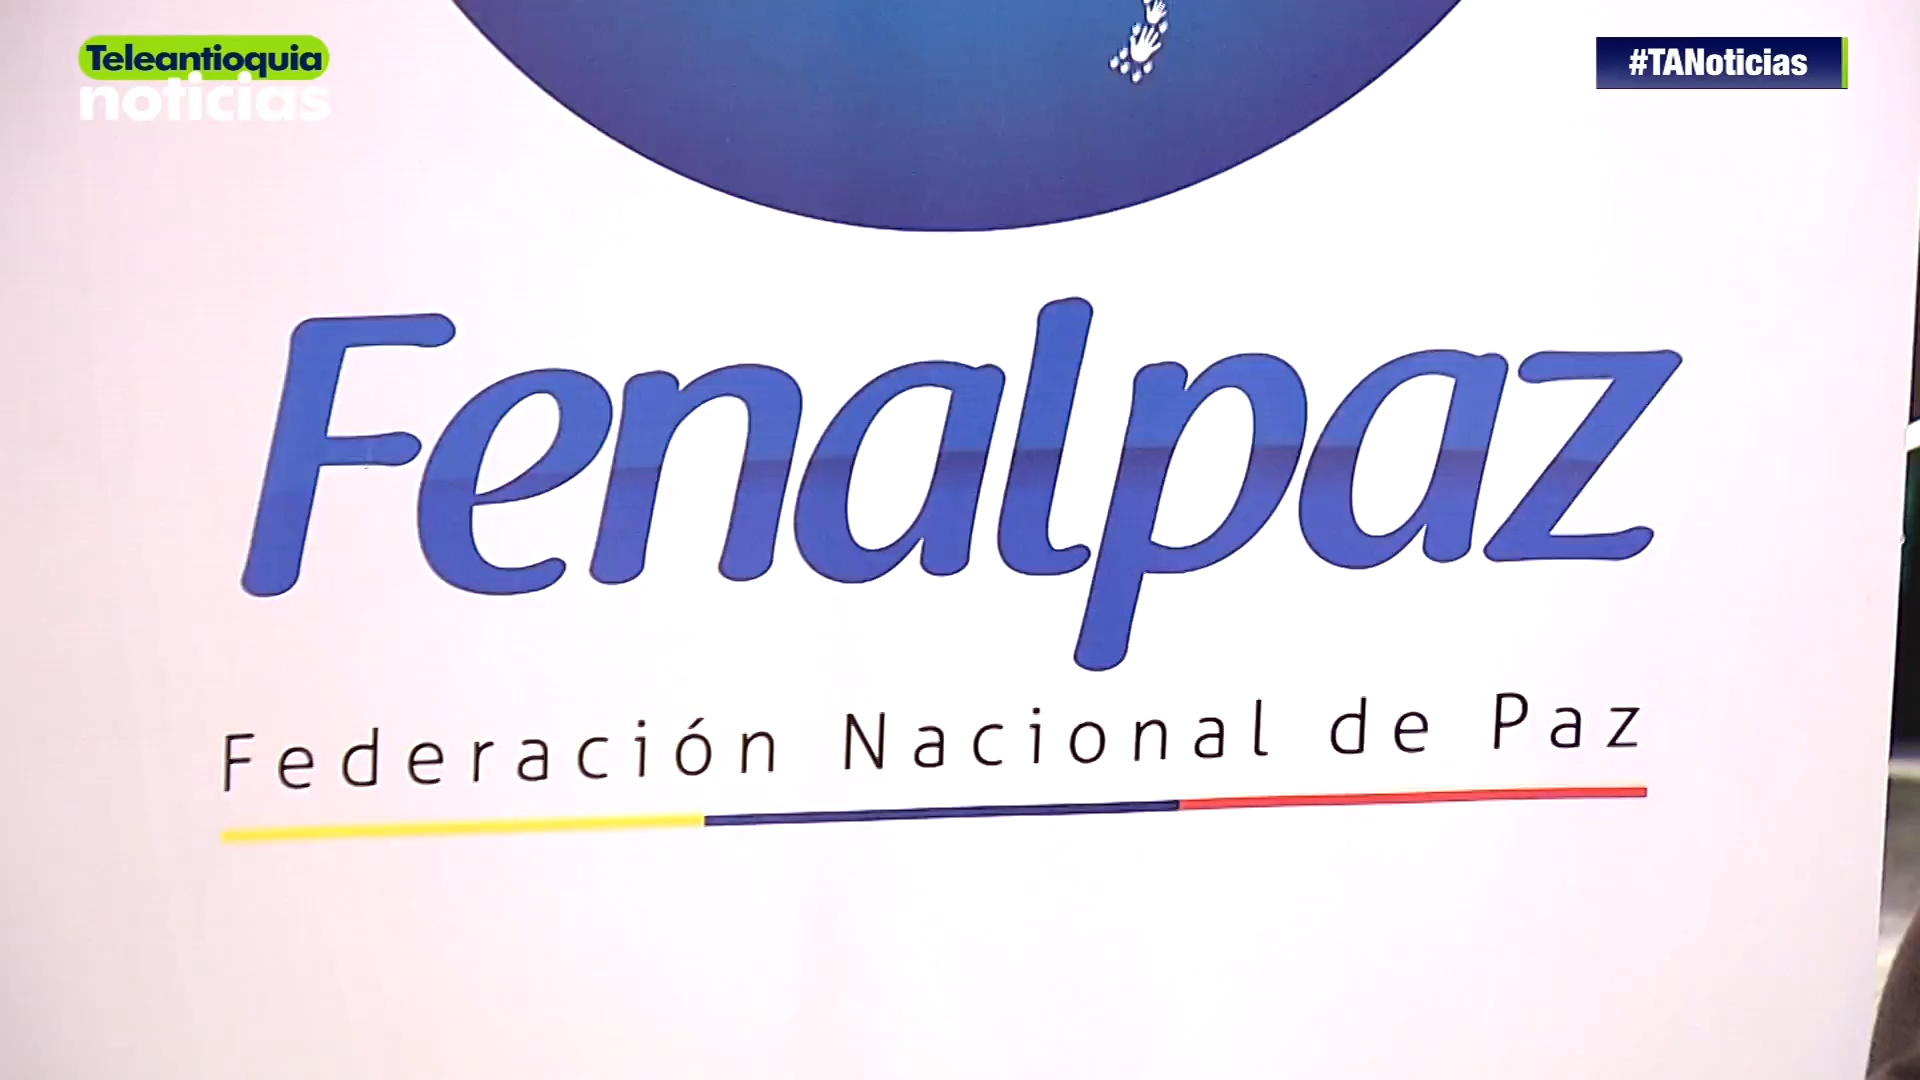 Teleantioquia
noticias
#TANoticias
Fenalpaz
Federación Nacional de Paz